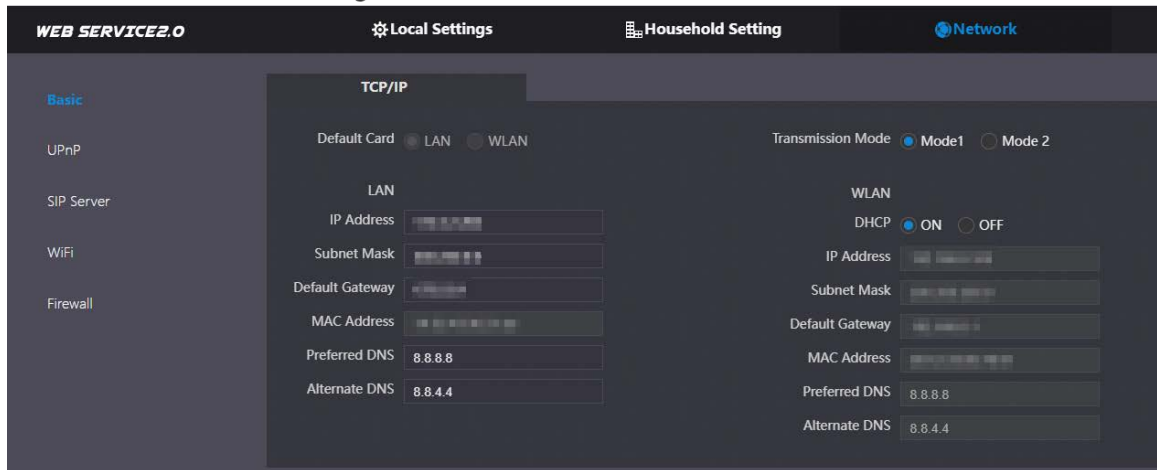 WEB SERVICE2.0
Local Settings
Household Setting
Network
Basic
UPnP
SIP Server
WiFi
Firewall
TCP/IP
Default Card LAN WLAN
LAN
IP Address
Subnet Mask
Default Gateway
MAC Address
Preferred DNS 8.8.8.8
Alternate DNS 8.8.4.4
Transmission Mode Mode1 Mode 2
WLAN
DHCP ON OFF
IP Address
Subnet Mask
Default Gateway
MAC Address
Preferred DNS 8.8.8.8
Alternate DNS 8.8.4.4